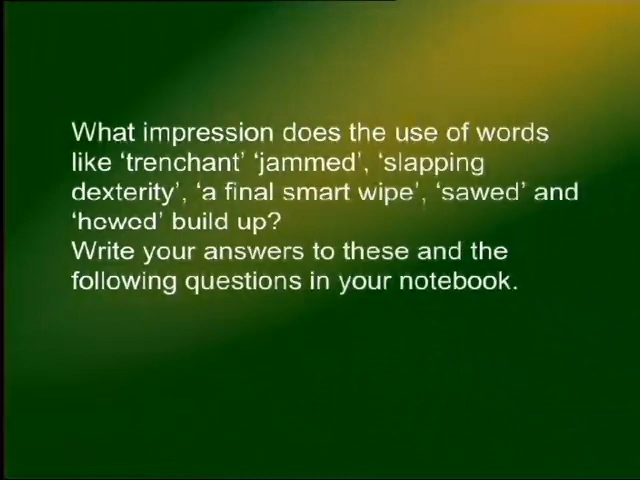 What impression does the use of words
like ‘trenchant’ ‘jammed’, ‘slapping
dexterity’, ‘a final smart wipe’, ‘sawed’ and
‘hewed’ build up?
Write your answers to these and the
following questions in your notebook.